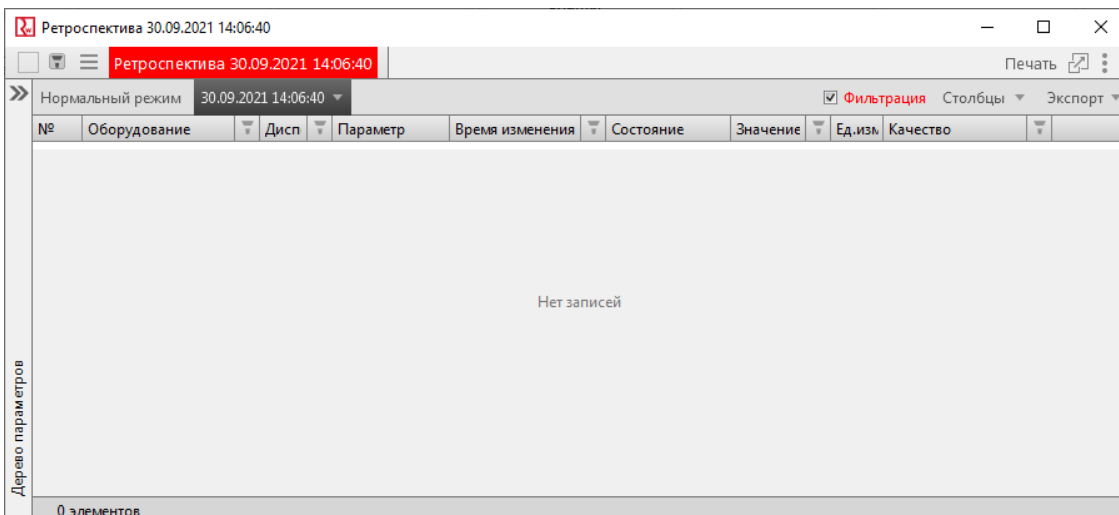 Ретроспектива 30.09.2021 14:06:40
Ретроспектива 30.09.2021 14:06:40 Печать
Нормальный режим 30.09.2021 14:06:40 Фильтрация Столбцы Экспорт
№ Оборудование Дисп Параметр Время изменения Состояние Значение Ед.изм Качество
Нет записей
Дерево параметров
0 элементов